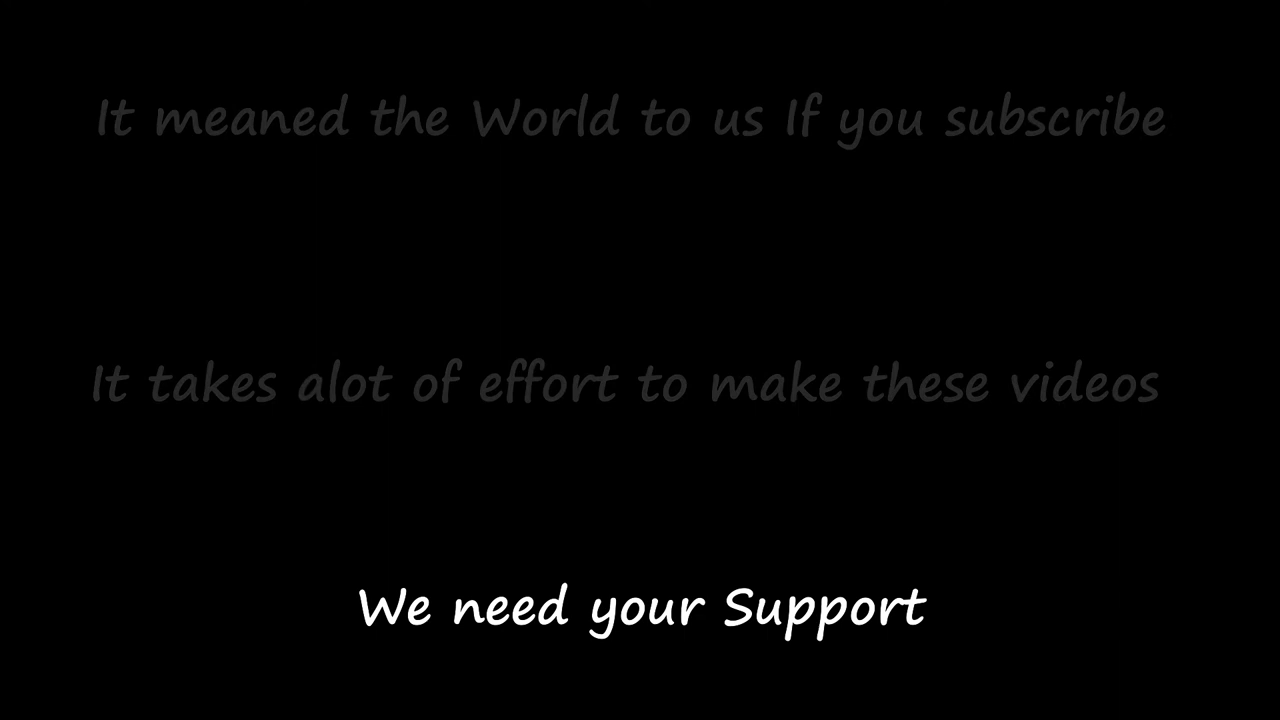 It meaned the World to us If you subscribe
It takes alot of effort to make these videos
We need your Support